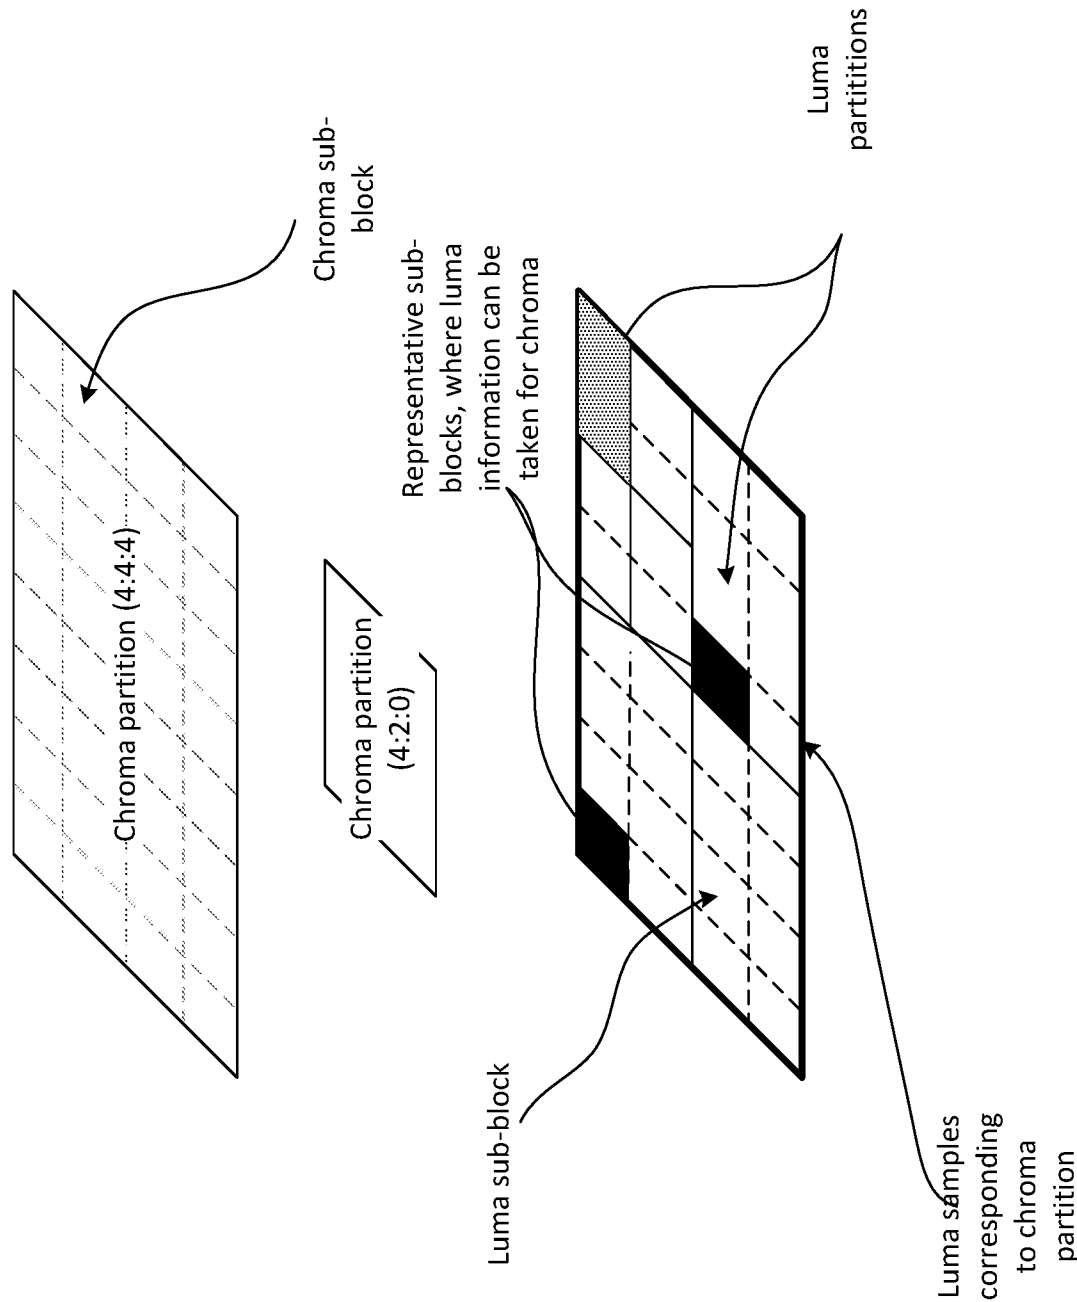 Chroma partition (4:4:4)
Chroma sub-
block
Chroma partition
(4:2:0)
Representative sub-
blocks, where luma
information can be
taken for chroma
Luma
partititions
Luma sub-block
Luma samples
corresponding
to chroma
partition